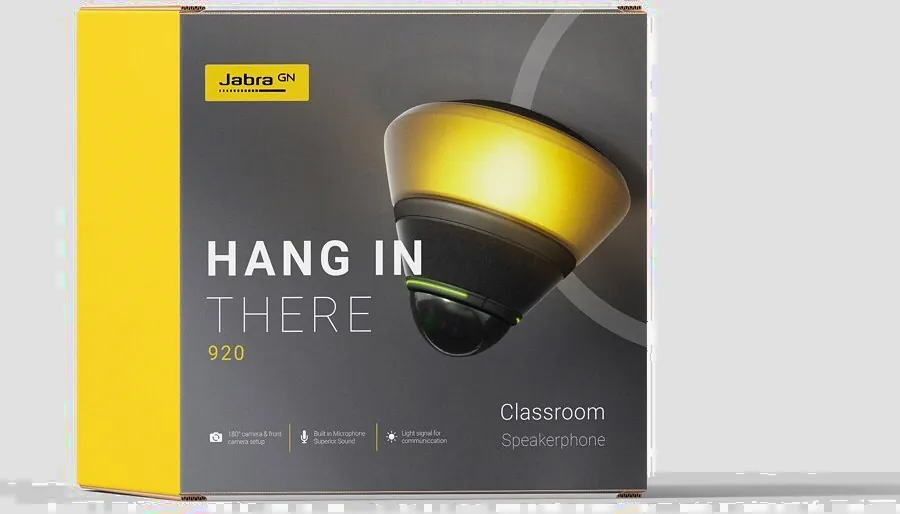 Jabra GN
HANG IN
THERE
920
180° camera & front
camera setup
Built in Microphone
Superior Sound
Light signal for
communiccation
Classroom
Speakerphone